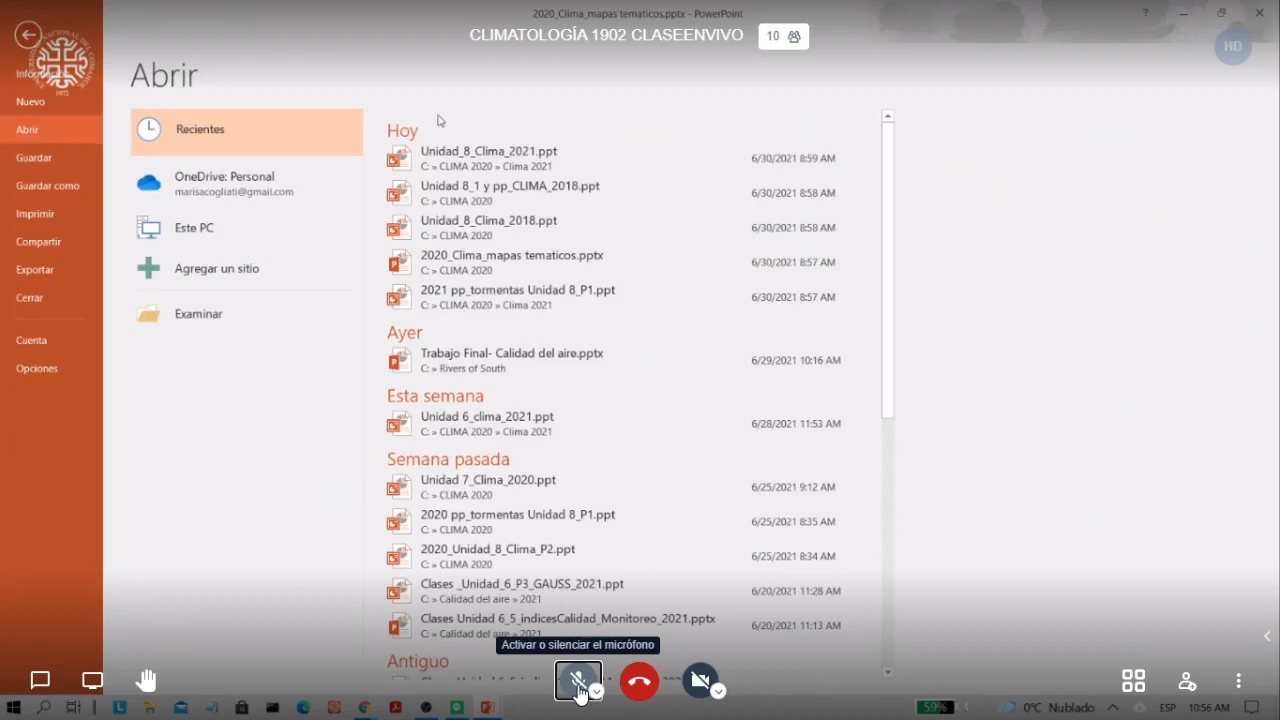 2020_Clima_mapas tematicos.pptx - PowerPoint
CLIMATOLOGÍA 1902 CLASEENVIVO
10
HD
1972
Información
Nuevo
Abrir
Guardar
Guardar como
Imprimir
Compartir
Exportar
Cerrar
Cuenta
Opciones
Abrir
Recientes
OneDrive: Personal
marisacogliati@gmail.com
Este PC
Agregar un sitio
Examinar
Hoy
Unidad_8_Clima_2021.ppt 6/30/2021 8:59 AM
C: » CLIMA 2020 » Clima 2021
Unidad 8_1 y pp_CLIMA_2018.ppt 6/30/2021 8:58 AM
C: » CLIMA 2020
Unidad_8_Clima_2018.ppt 6/30/2021 8:58 AM
C: » CLIMA 2020
2020_Clima_mapas tematicos.pptx 6/30/2021 8:57 AM
C: » CLIMA 2020
2021 pp_tormentas Unidad 8_P1.ppt 6/30/2021 8:57 AM
C: » CLIMA 2020 » Clima 2021
Ayer
Trabajo Final- Calidad del aire.pptx 6/29/2021 10:16 AM
C: » Rivers of South
Esta semana
Unidad 6_clima_2021.ppt 6/28/2021 11:53 AM
C: » CLIMA 2020 » Clima 2021
Semana pasada
Unidad 7_Clima_2020.ppt 6/25/2021 9:12 AM
C: » CLIMA 2020
2020 pp_tormentas Unidad 8_P1.ppt 6/25/2021 8:35 AM
C: » CLIMA 2020
2020_Unidad_8_Clima_P2.ppt 6/25/2021 8:34 AM
C: » CLIMA 2020
Clases _Unidad_6_P3_GAUSS_2021.ppt 6/20/2021 11:28 AM
C: » Calidad del aire » 2021
Clases Unidad 6_5_indicesCalidad_Monitoreo_2021.pptx 6/20/2021 11:13 AM
C: » Calidad del aire » 2021
Activar o silenciar el micrófono
Antiguo
59%
0°C Nublado
ESP
10:56 AM